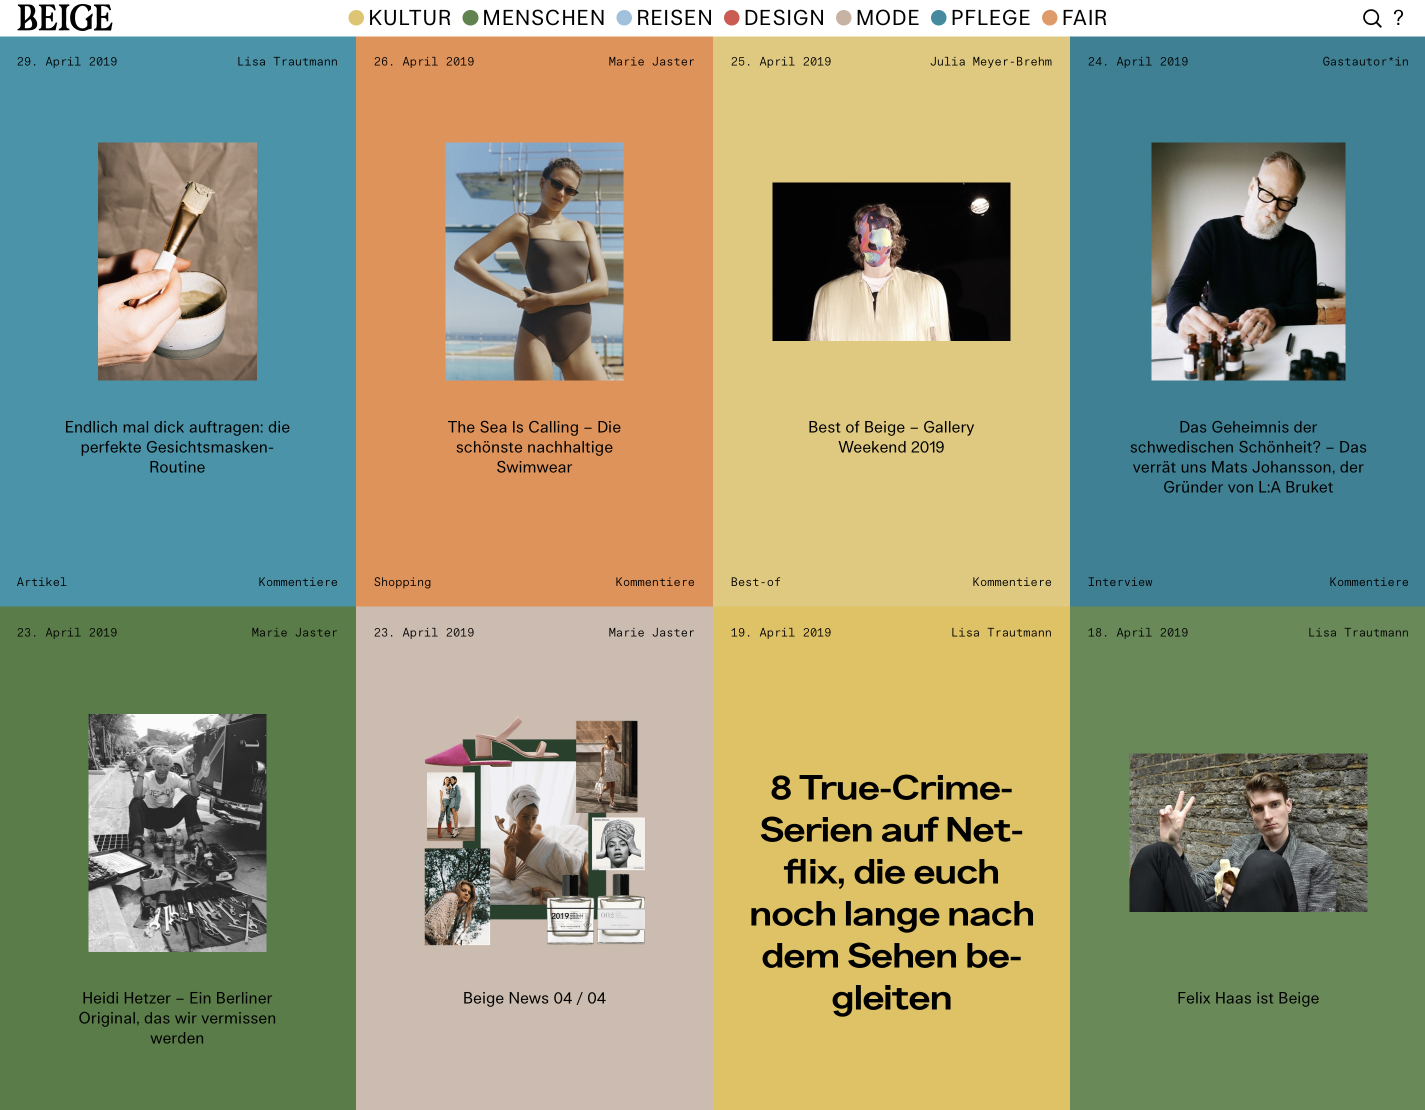 BEIGE
KULTUR MENSCHEN REISEN DESIGN MODE PFLEGE FAIR
?
29. April 2019
Lisa Trautmann
Endlich mal dick auftragen: die
perfekte Gesichtsmasken-
Routine
Artikel
Kommentiere
26. April 2019
Marie Jaster
The Sea Is Calling – Die
schönste nachhaltige
Swimwear
Shopping
Kommentiere
25. April 2019
Julia Meyer-Brehm
Best of Beige – Gallery
Weekend 2019
Best-of
Kommentiere
24. April 2019
Gastautor*in
Das Geheimnis der
schwedischen Schönheit? – Das
verrät uns Mats Johansson, der
Gründer von L:A Bruket
Interview
Kommentiere
23. April 2019
Marie Jaster
Heidi Hetzer – Ein Berliner
Original, das wir vermissen
werden
23. April 2019
Marie Jaster
2019
Beige News 04 / 04
19. April 2019
Lisa Trautmann
8 True-Crime-
Serien auf Net-
flix, die euch
noch lange nach
dem Sehen be-
gleiten
18. April 2019
Lisa Trautmann
Felix Haas ist Beige